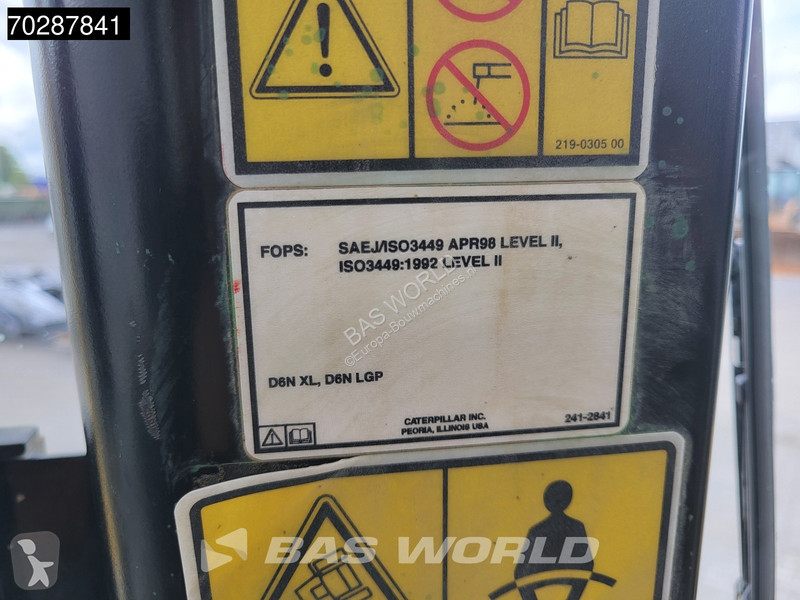 70287841
219-0305 00
FOPS: SAEJ/ISO3449 APR98 LEVEL II,
ISO3449:1992 LEVEL II
BAS WORLD
©Europa-Bouwmachines.nl
D6N XL, D6N LGP
CATERPILLAR INC.
PEORIA, ILLINOIS USA
241-2841
BAS WORLD